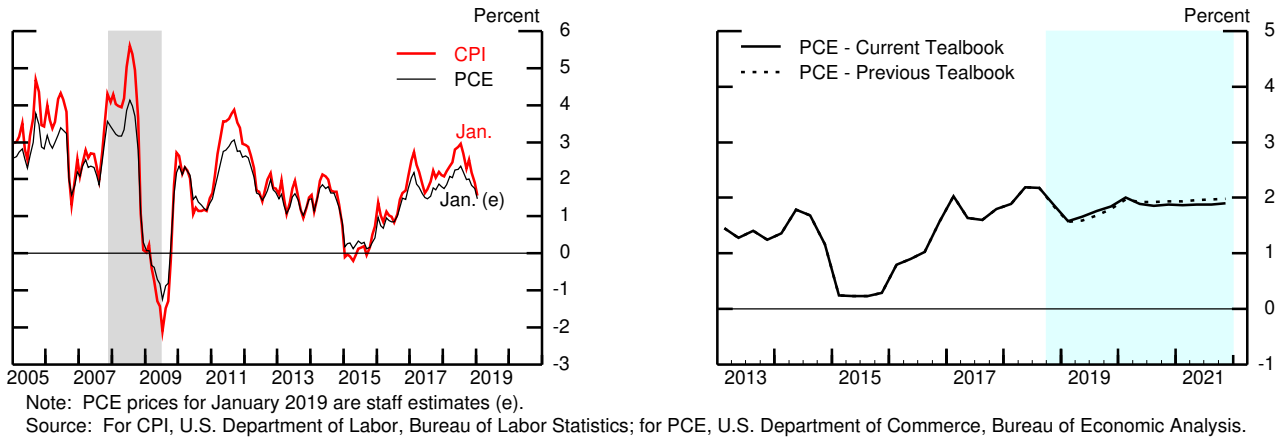 Percent
6
5
4
3
2
1
0
-1
-2
-3
CPI
PCE
Jan.
Jan. (e)
2005 2007 2009 2011 2013 2015 2017 2019
Percent
5
4
3
2
1
0
-1
PCE - Current Tealbook
PCE - Previous Tealbook
2013 2015 2017 2019 2021
Note: PCE prices for January 2019 are staff estimates (e).
Source: For CPI, U.S. Department of Labor, Bureau of Labor Statistics; for PCE, U.S. Department of Commerce, Bureau of Economic Analysis.